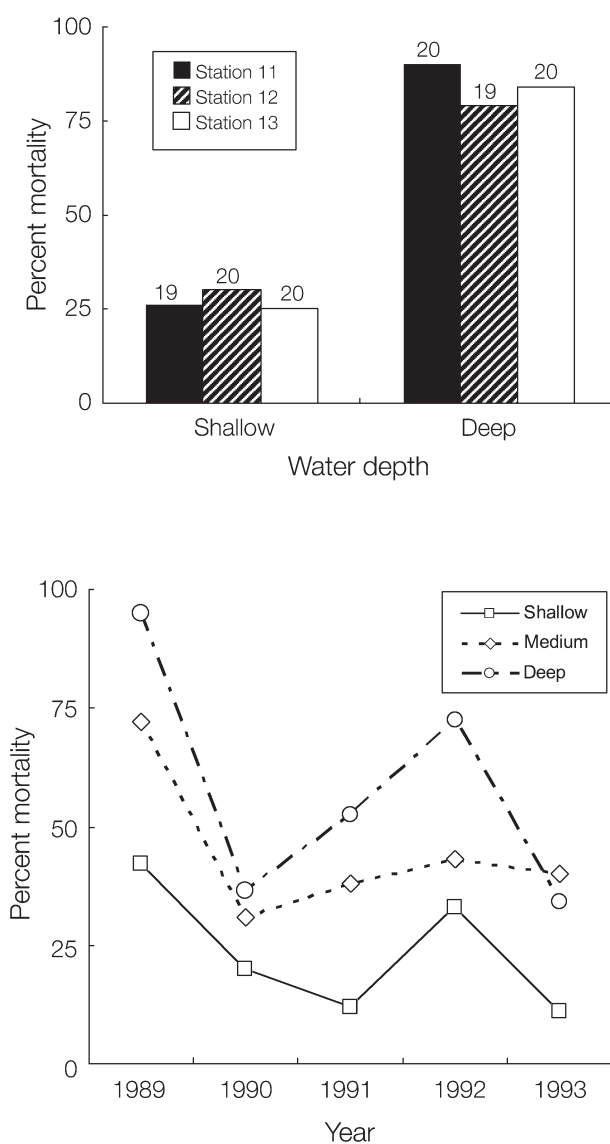 100
75
50
25
0
Percent mortality
Station 11
Station 12
Station 13
19
20
20
20
19
20
Shallow
Deep
Water depth
100
75
50
25
0
Percent mortality
Shallow
Medium
Deep
1989
1990
1991
1992
1993
Year